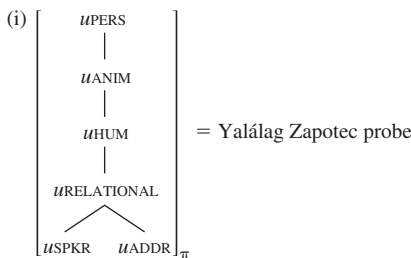 (i)
uPERS
uANIM
uHUM = Yalálag Zapotec probe
uRELATIONAL
uSPKR uADDR π